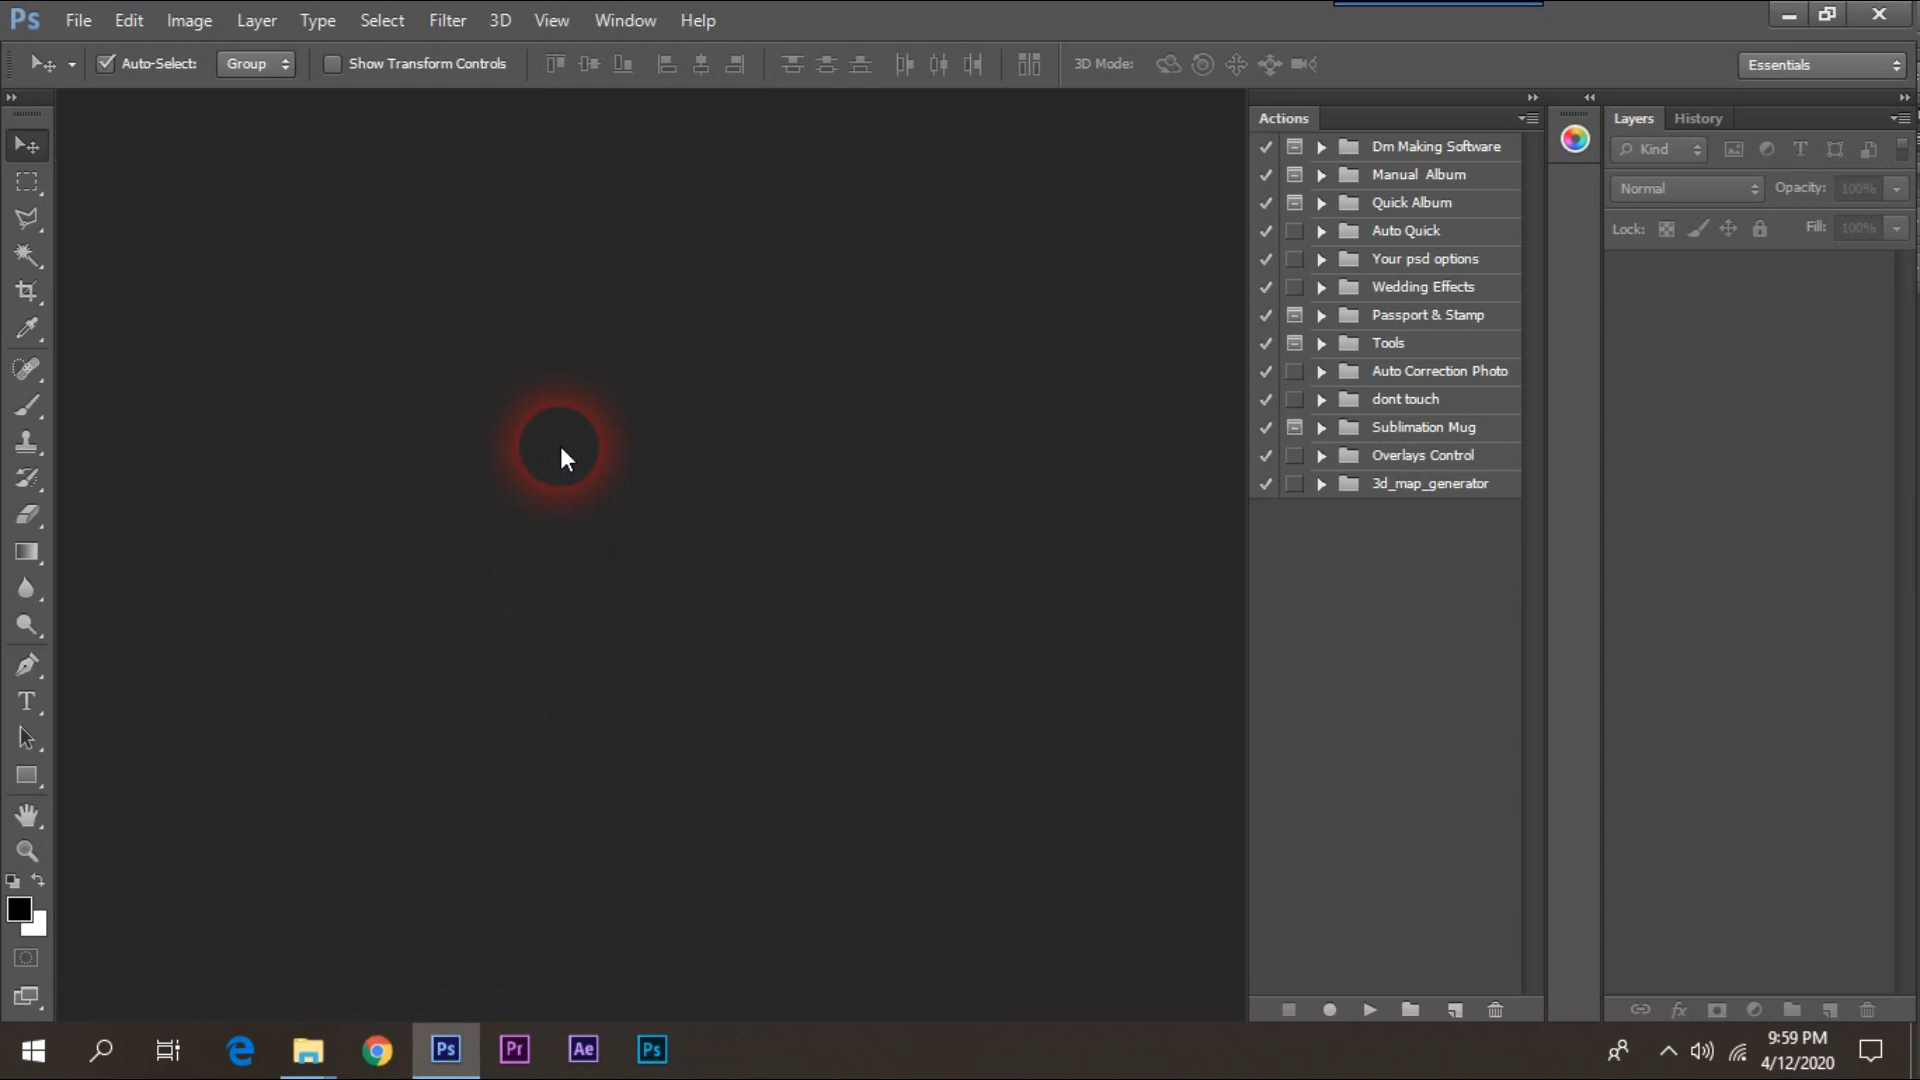 Ps File Edit Image Layer Type Select Filter 3D View Window Help
Auto-Select: Group Show Transform Controls 3D Mode: Essentials
Actions
Dm Making Software
Manual Album
Quick Album
Auto Quick
Your psd options
Wedding Effects
Passport & Stamp
Tools
Auto Correction Photo
dont touch
Sublimation Mug
Overlays Control
3d_map_generator
Layers History
Kind
Normal Opacity: 100%
Lock: Fill: 100%
T
Ps Pr Ae Ps
9:59 PM
4/12/2020